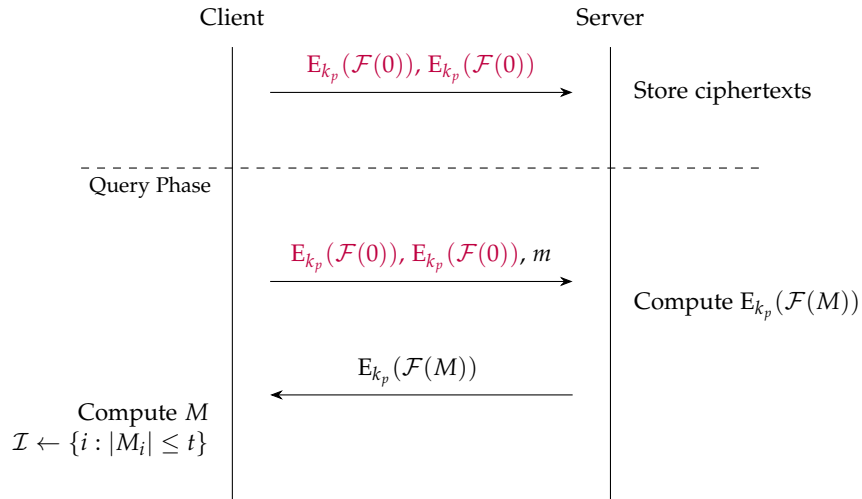 Client Server
E_{k_p}(ℱ(0)), E_{k_p}(ℱ(0))
Store ciphertexts
Query Phase
E_{k_p}(ℱ(0)), E_{k_p}(ℱ(0)), m
Compute E_{k_p}(ℱ(M))
E_{k_p}(ℱ(M))
Compute M
ℐ ← {i : |M_i| ≤ t}